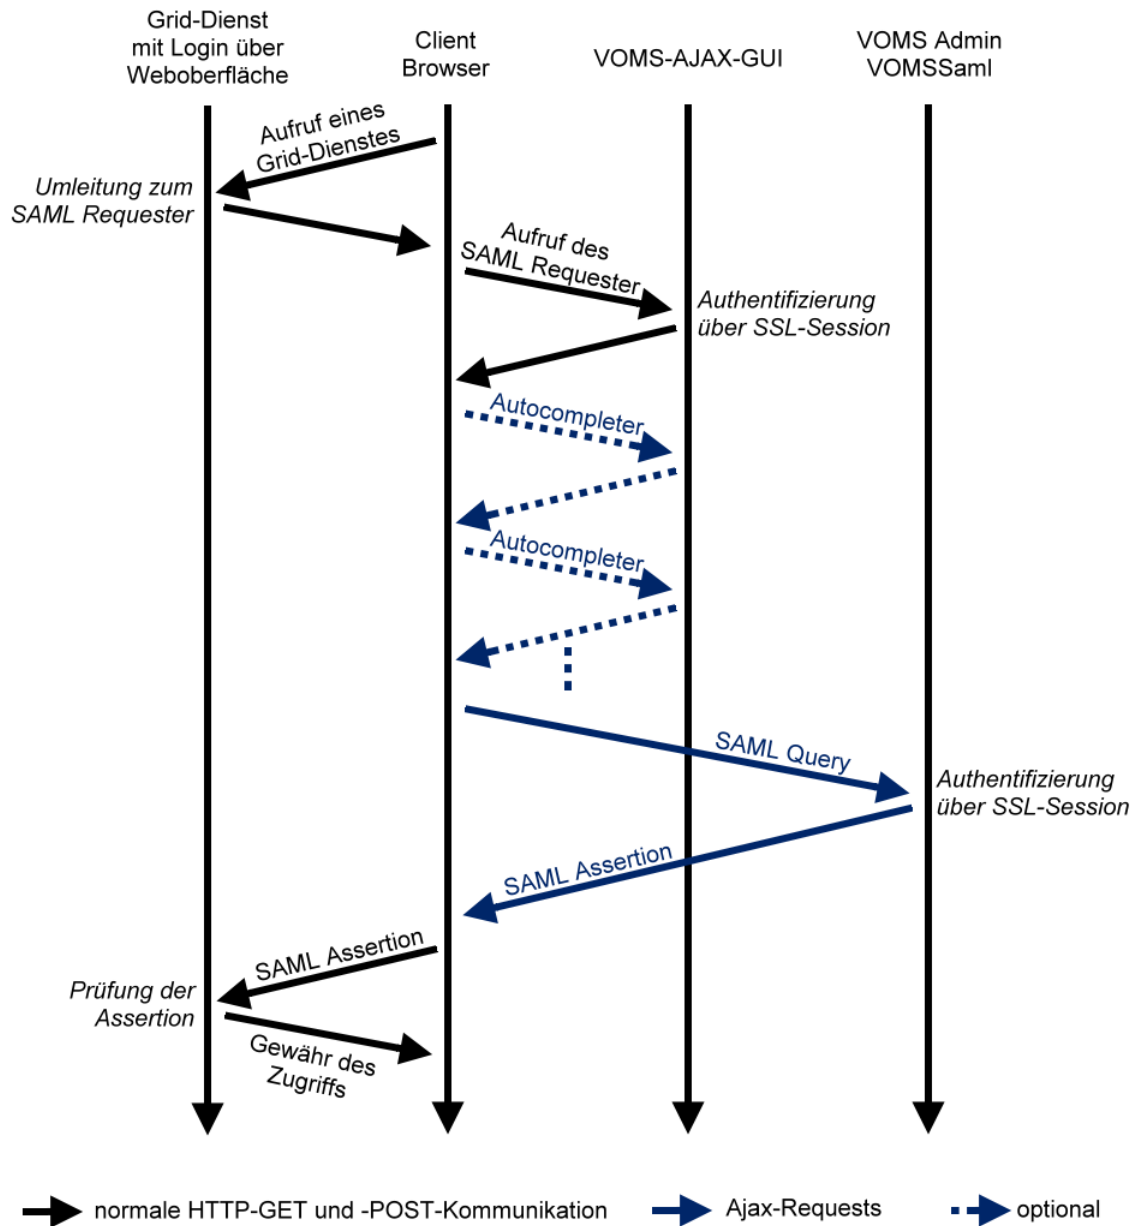 Grid-Dienst
mit Login über
Weboberfläche
Client
Browser
VOMS-AJAX-GUI
VOMS Admin
VOMSSaml
Aufruf eines
Grid-Dienstes
Umleitung zum
SAML Requester
Aufruf des
SAML Requester
Authentifizierung
über SSL-Session
Autocompleter
Autocompleter
SAML Query
Authentifizierung
über SSL-Session
SAML Assertion
SAML Assertion
Prüfung der
Assertion
Gewähr des
Zugriffs
normale HTTP-GET und -POST-Kommunikation
Ajax-Requests
optional